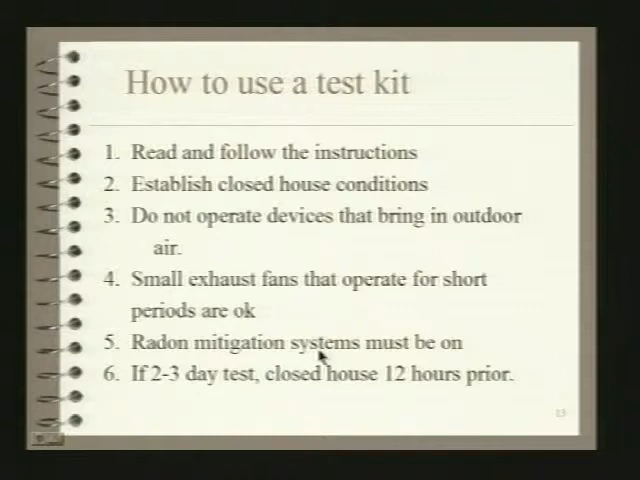 How to use a test kit
1. Read and follow the instructions
2. Establish closed house conditions
3. Do not operate devices that bring in outdoor
air.
4. Small exhaust fans that operate for short
periods are ok
5. Radon mitigation systems must be on
6. If 2-3 day test, closed house 12 hours prior.
13